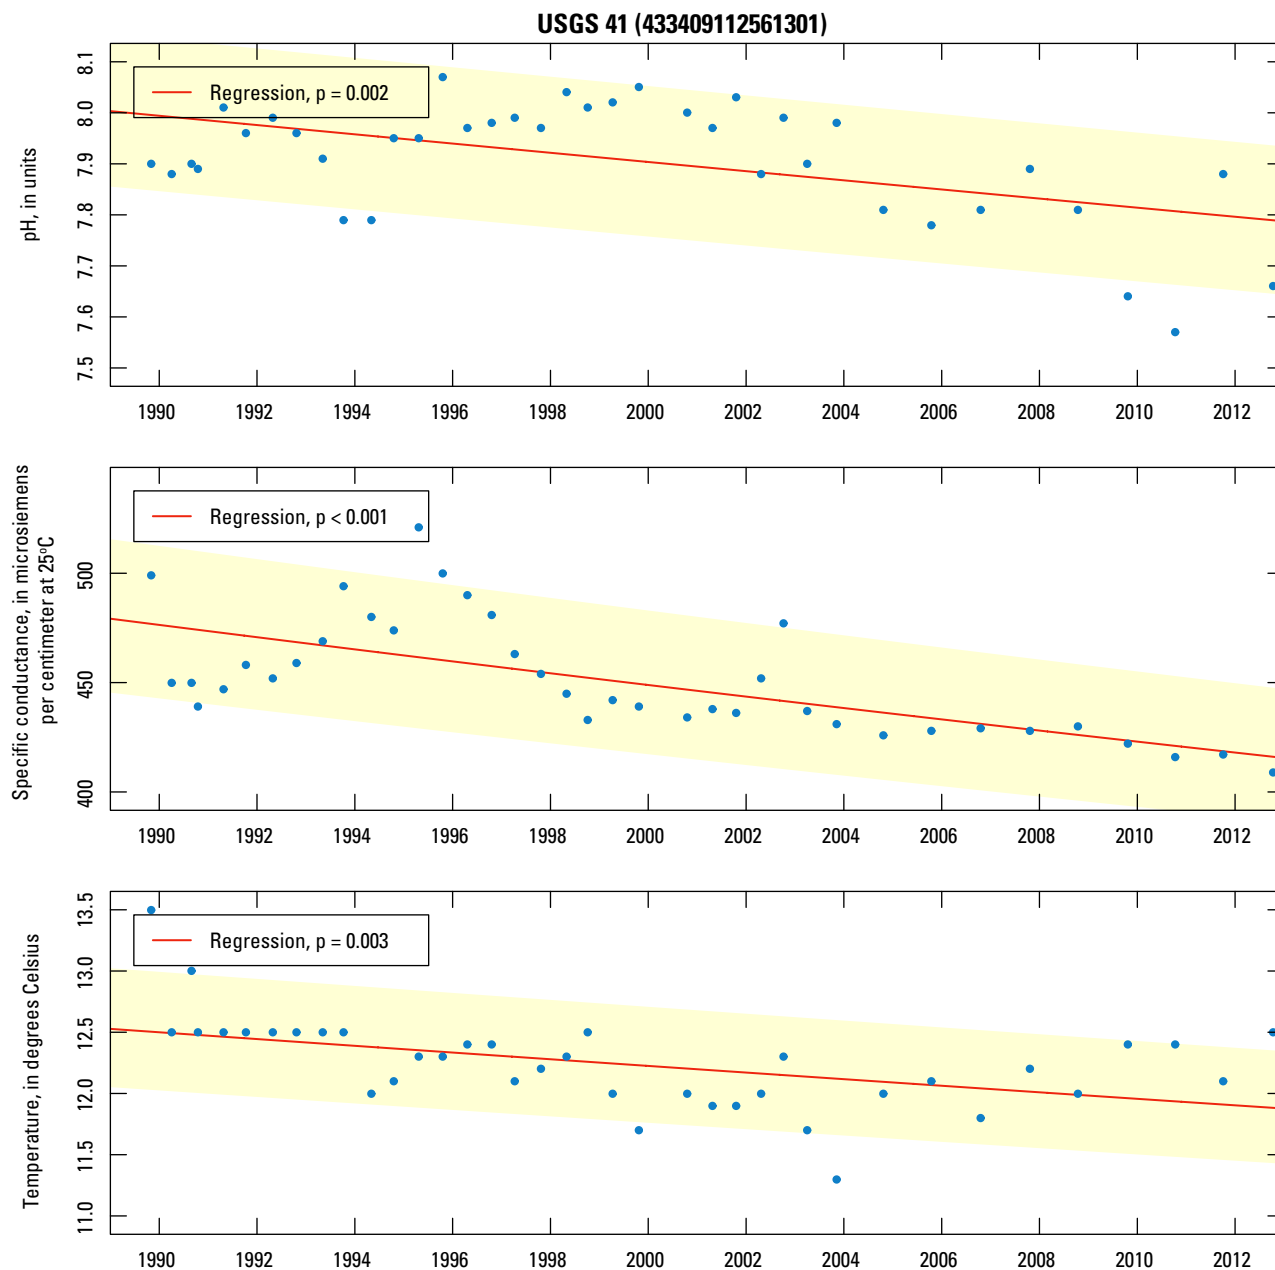 USGS 41 (433409112561301)
pH, in units
8.1
8.0
7.9
7.8
7.7
7.6
7.5
Regression, p = 0.002
1990 1992 1994 1996 1998 2000 2002 2004 2006 2008 2010 2012
Specific conductance, in microsiemens
per centimeter at 25ºC
500
450
400
Regression, p < 0.001
1990 1992 1994 1996 1998 2000 2002 2004 2006 2008 2010 2012
Temperature, in degrees Celsius
13.5
13.0
12.5
12.0
11.5
11.0
Regression, p = 0.003
1990 1992 1994 1996 1998 2000 2002 2004 2006 2008 2010 2012